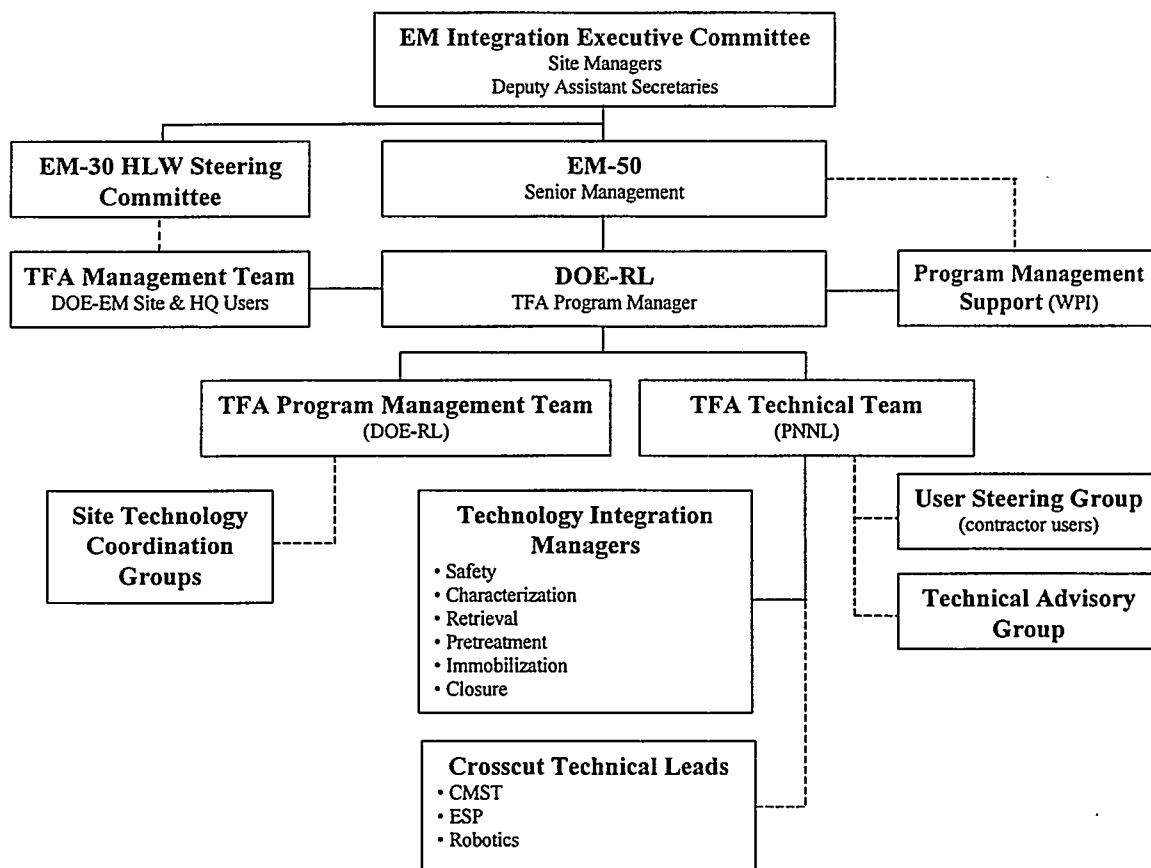 EM Integration Executive Committee
Site Managers
Deputy Assistant Secretaries
EM-30 HLW Steering
Committee
EM-50
Senior Management
TFA Management Team
DOE-EM Site & HQ Users
DOE-RL
TFA Program Manager
Program Management
Support (WPI)
TFA Program Management Team
(DOE-RL)
TFA Technical Team
(PNNL)
Site Technology
Coordination
Groups
Technology Integration
Managers
• Safety
• Characterization
• Retrieval
• Pretreatment
• Immobilization
• Closure
User Steering Group
(contractor users)
Technical Advisory
Group
Crosscut Technical Leads
• CMST
• ESP
• Robotics